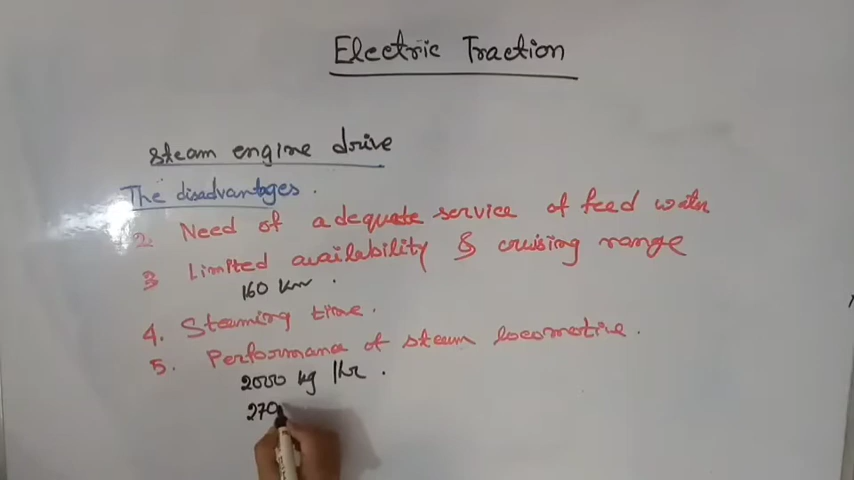 Electric Traction
steam engine drive
The disadvantages.
2. Need of adequate service of feed water
3 Limited availability & cruising range
160 km.
4. Steaming time.
5. Performance of steam locomotive.
2000 kg /hr.
270